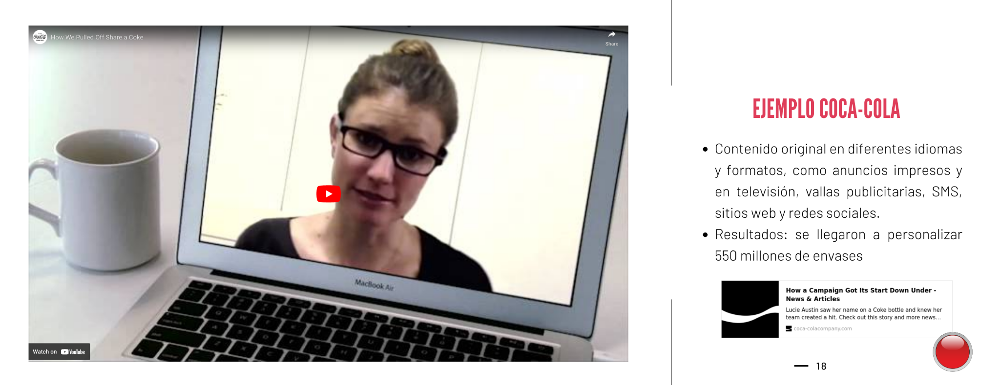 How We Pulled Off Share a Coke
Share
MacBook Air
Watch on YouTube
EJEMPLO COCA-COLA
• Contenido original en diferentes idiomas
y formatos, como anuncios impresos y
en televisión, vallas publicitarias, SMS,
sitios web y redes sociales.
• Resultados: se llegaron a personalizar
550 millones de envases
How a Campaign Got Its Start Down Under -
News & Articles
Lucie Austin saw her name on a Coke bottle and knew her
team created a hit. Check out this story and more news...
coca-colacompany.com
18